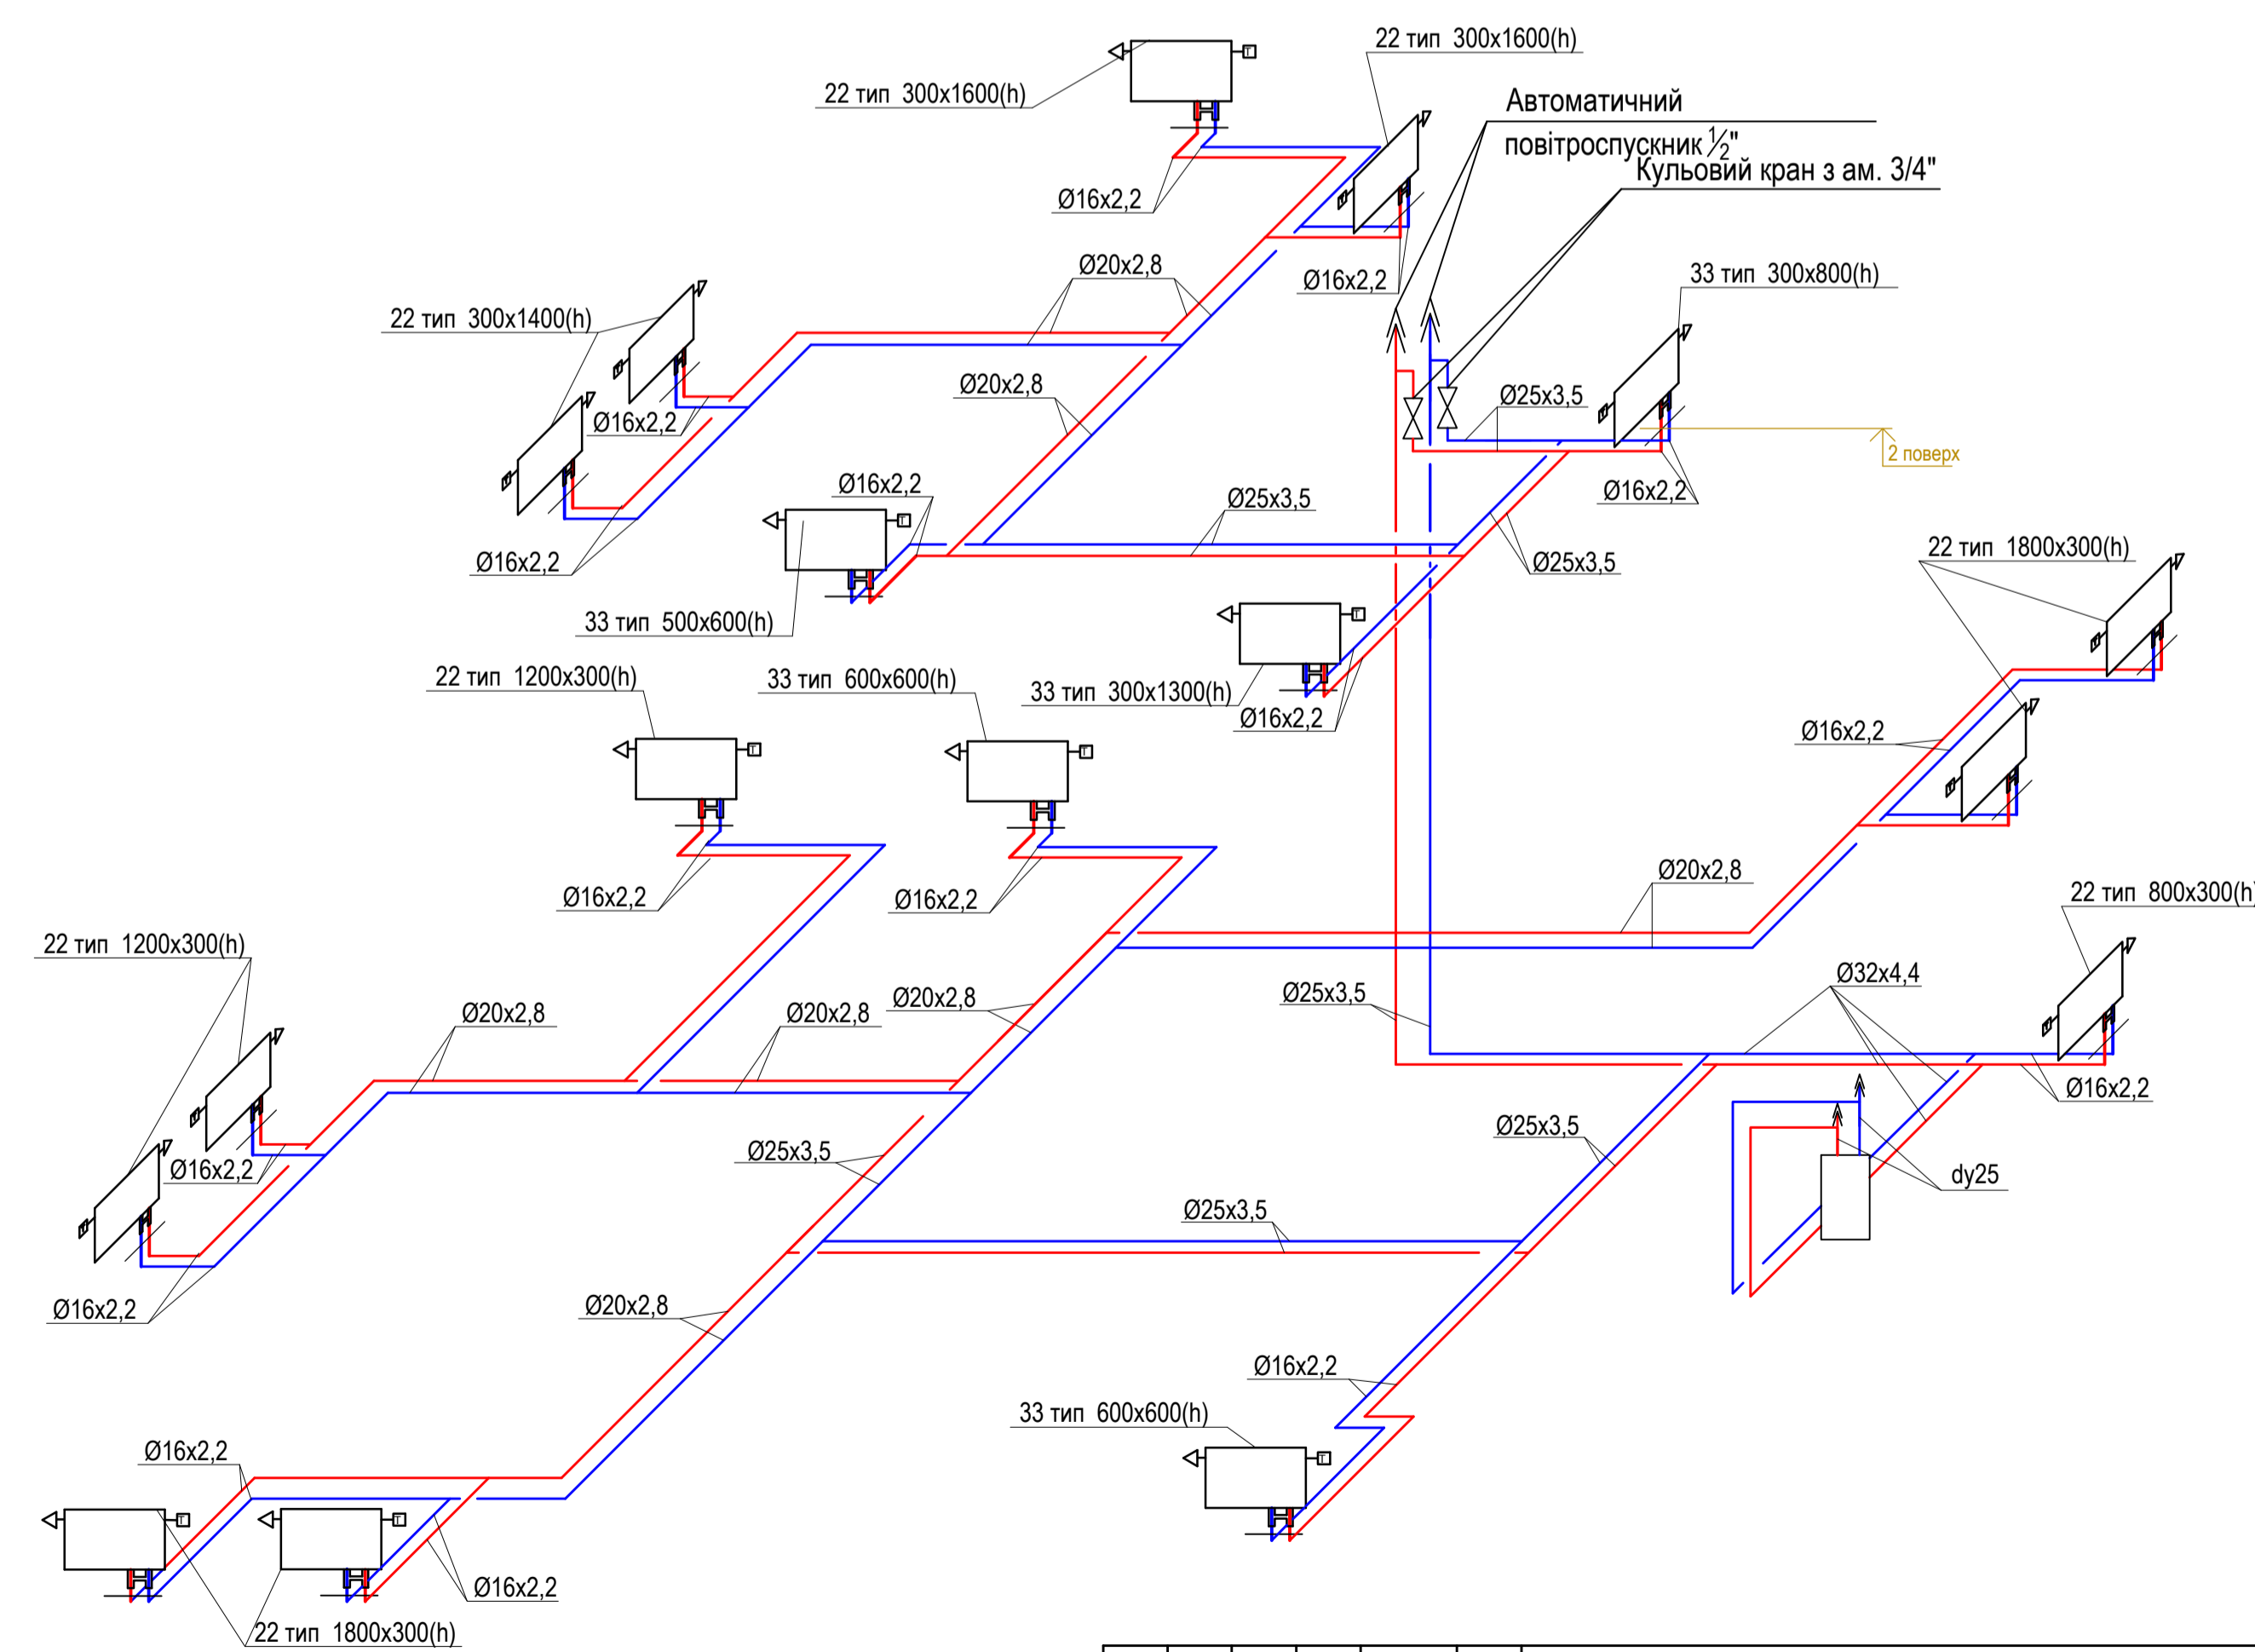 22 тип 300x1600(h)
22 тип 300x1600(h)
Автоматичний
повітроспускник ½"
Кульовий кран з ам. 3/4"
Ø16x2,2
Ø20x2,8
Ø16x2,2
33 тип 300x800(h)
22 тип 300x1400(h)
Ø20x2,8
Ø25x3,5
Ø16x2,2
2 поверх
Ø16x2,2
Ø25x3,5
Ø16x2,2
Ø16x2,2
Ø25x3,5
22 тип 1800x300(h)
33 тип 500x600(h)
22 тип 1200x300(h)
33 тип 600x600(h)
33 тип 300x1300(h)
Ø16x2,2
Ø16x2,2
Ø20x2,8
Ø16x2,2
Ø16x2,2
22 тип 800x300(h)
22 тип 1200x300(h)
Ø32x4,4
Ø25x3,5
Ø20x2,8
Ø20x2,8
Ø20x2,8
Ø16x2,2
Ø25x3,5
Ø25x3,5
Ø16x2,2
dy25
Ø25x3,5
Ø16x2,2
Ø20x2,8
Ø16x2,2
33 тип 600x600(h)
Ø16x2,2
Ø16x2,2
22 тип 1800x300(h)